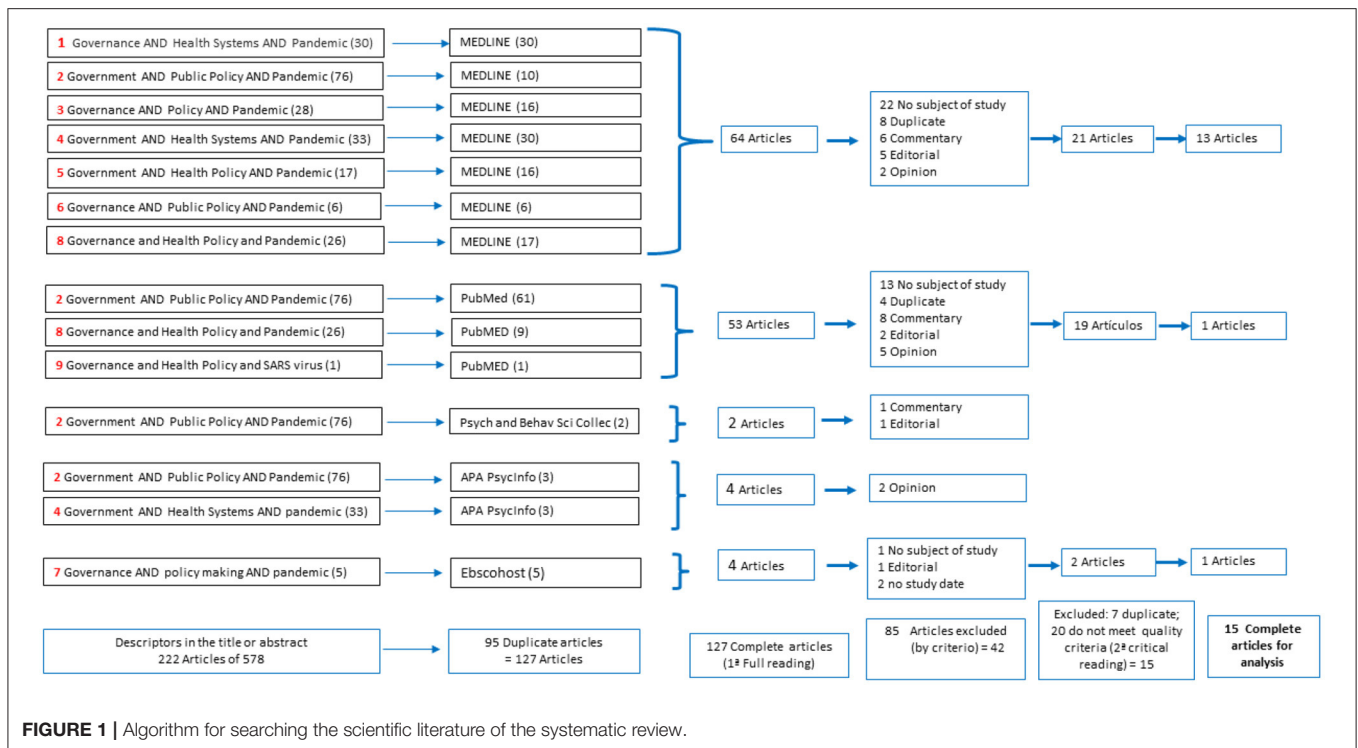 1 Governance AND Health Systems AND Pandemic (30)
MEDLINE (30)
2 Government AND Public Policy AND Pandemic (76)
MEDLINE (10)
3 Governance AND Policy AND Pandemic (28)
MEDLINE (16)
4 Government AND Health Systems AND Pandemic (33)
MEDLINE (30)
5 Government AND Health Policy AND Pandemic (17)
MEDLINE (16)
6 Governance AND Public Policy AND Pandemic (6)
MEDLINE (6)
8 Governance and Health Policy and Pandemic (26)
MEDLINE (17)
64 Articles
22 No subject of study
8 Duplicate
6 Commentary
5 Editorial
2 Opinion
21 Articles
13 Articles
2 Government AND Public Policy AND Pandemic (76)
PubMed (61)
8 Governance and Health Policy and Pandemic (26)
PubMED (9)
9 Governance and Health Policy and SARS virus (1)
PubMED (1)
53 Articles
13 No subject of study
4 Duplicate
8 Commentary
2 Editorial
5 Opinion
19 Artículos
1 Articles
2 Government AND Public Policy AND Pandemic (76)
Psych and Behav Sci Collec (2)
2 Articles
1 Commentary
1 Editorial
2 Government AND Public Policy AND Pandemic (76)
APA PsycInfo (3)
4 Government AND Health Systems AND pandemic (33)
APA PsycInfo (3)
4 Articles
2 Opinion
7 Governance AND policy making AND pandemic (5)
Ebscohost (5)
4 Articles
1 No subject of study
1 Editorial
2 no study date
2 Articles
1 Articles
Descriptors in the title or abstract
222 Articles of 578
95 Duplicate articles
= 127 Articles
127 Complete articles
(1ª Full reading)
85 Articles excluded
(by criterio) = 42
Excluded: 7 duplicate;
20 do not meet quality
criteria (2ª critical
reading) = 15
15 Complete
articles for
analysis
FIGURE 1 | Algorithm for searching the scientific literature of the systematic review.